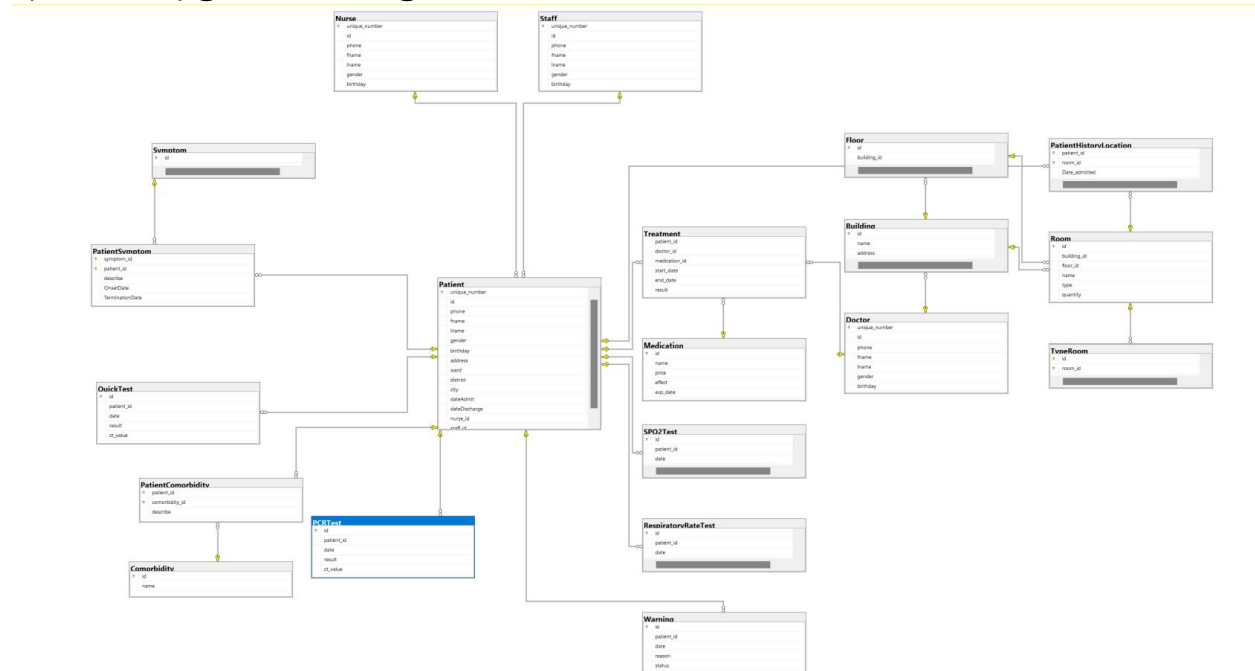 Nurse
unique_number
id
phone
fname
lname
gender
birthday
Staff
unique_number
id
phone
fname
lname
gender
birthday
Symptom
id
Floor
id
building_id
PatientHistoryLocation
patient_id
room_id
Date_admitted
PatientSymptom
symptom_id
patient_id
describe
OnsetDate
TerminationDate
Treatment
patient_id
doctor_id
medication_id
start_date
end_date
result
Building
id
name
address
Room
id
building_id
floor_id
name
type
quantity
Patient
unique_number
id
phone
fname
lname
gender
birthday
address
ward
district
city
dateAdmit
dateDischarge
nurse_id
staff_id
Medication
id
name
price
affect
exp_date
Doctor
unique_number
id
phone
fname
lname
gender
birthday
TypeRoom
id
room_id
QuickTest
id
patient_id
date
result
ct_value
SPO2Test
id
patient_id
date
PatientComorbidity
patient_id
comorbidity_id
describe
PCRTest
id
patient_id
date
result
ct_value
RespiratoryRateTest
id
patient_id
date
Comorbidity
id
name
Warning
id
patient_id
date
reason
status